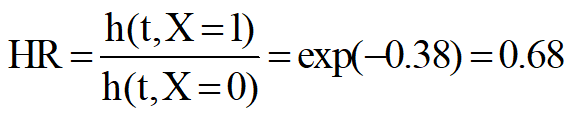 HR = h(t, X = 1) / h(t, X = 0) = exp(−0.38) = 0.68